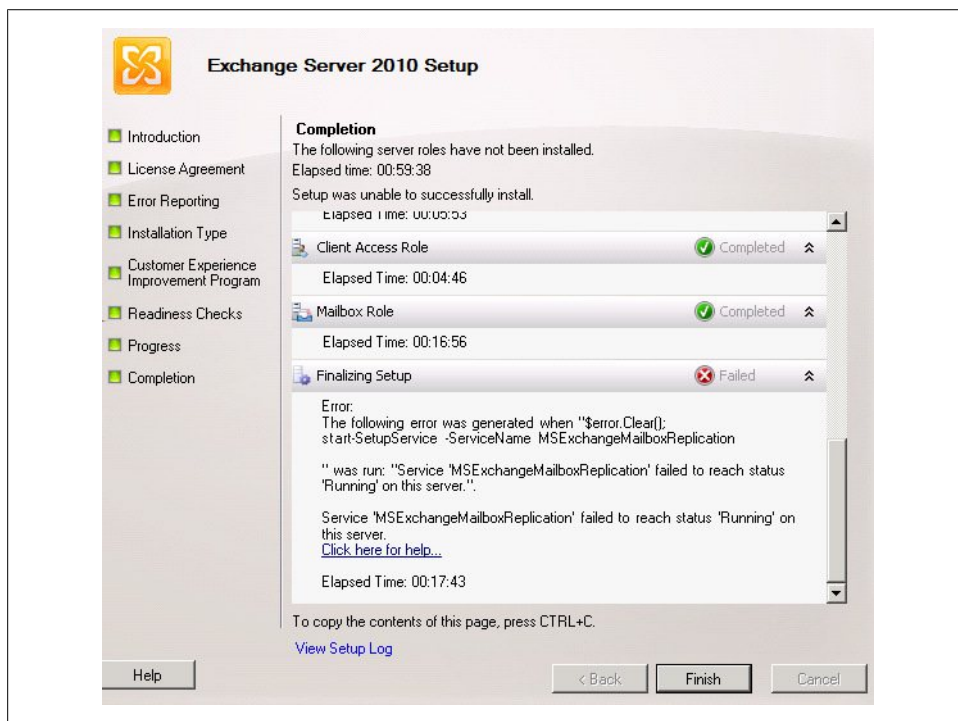 Exchange Server 2010 Setup
Introduction
License Agreement
Error Reporting
Installation Type
Customer Experience
Improvement Program
Readiness Checks
Progress
Completion
Completion
The following server roles have not been installed.
Elapsed time: 00:59:38
Setup was unable to successfully install.
Elapsed Time: 00:05:53
Client Access Role
Completed
Elapsed Time: 00:04:46
Mailbox Role
Completed
Elapsed Time: 00:16:56
Finalizing Setup
Failed
Error:
The following error was generated when "$error.Clear();
start-SetupService -ServiceName MSExchangeMailboxReplication
" was run: "Service 'MSExchangeMailboxReplication' failed to reach status
'Running' on this server.".
Service 'MSExchangeMailboxReplication' failed to reach status 'Running' on
this server.
Click here for help...
Elapsed Time: 00:17:43
To copy the contents of this page, press CTRL+C.
View Setup Log
Help
< Back
Finish
Cancel